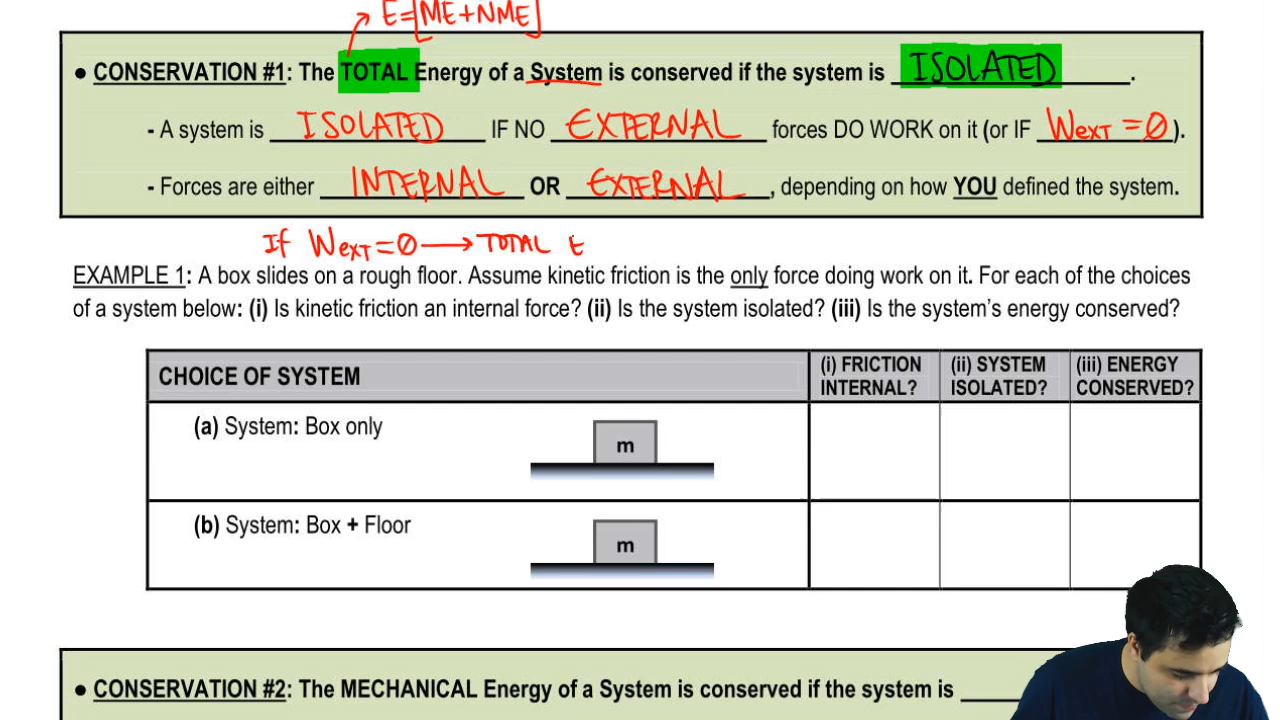 E=[ME+NME]
● CONSERVATION #1: The TOTAL Energy of a System is conserved if the system is ISOLATED.
- A system is ISOLATED IF NO EXTERNAL forces DO WORK on it (or IF WEXT=0).
- Forces are either INTERNAL OR EXTERNAL, depending on how YOU defined the system.
If WEXT=0 → TOTAL E
EXAMPLE 1: A box slides on a rough floor. Assume kinetic friction is the only force doing work on it. For each of the choices
of a system below: (i) Is kinetic friction an internal force? (ii) Is the system isolated? (iii) Is the system's energy conserved?
CHOICE OF SYSTEM
(i) FRICTION
INTERNAL?
(ii) SYSTEM
ISOLATED?
(iii) ENERGY
CONSERVED?
(a) System: Box only
m
(b) System: Box + Floor
m
● CONSERVATION #2: The MECHANICAL Energy of a System is conserved if the system is